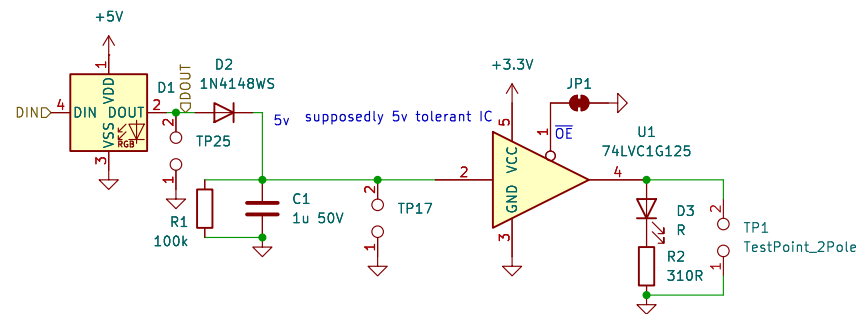 +5V
DIN
4
DIN
1
VDD
DOUT
VSS
RGB
3
D1
2
DDOUT
D2
1N4148WS
2
TP25
1
5v
supposedly 5v tolerant IC
R1
100k
C1
1u 50V
2
TP17
1
+3.3V
5
VCC
GND
2
3
1
OE
JP1
U1
74LVC1G125
4
D3
R
R2
310R
2
TP1
TestPoint_2Pole
1